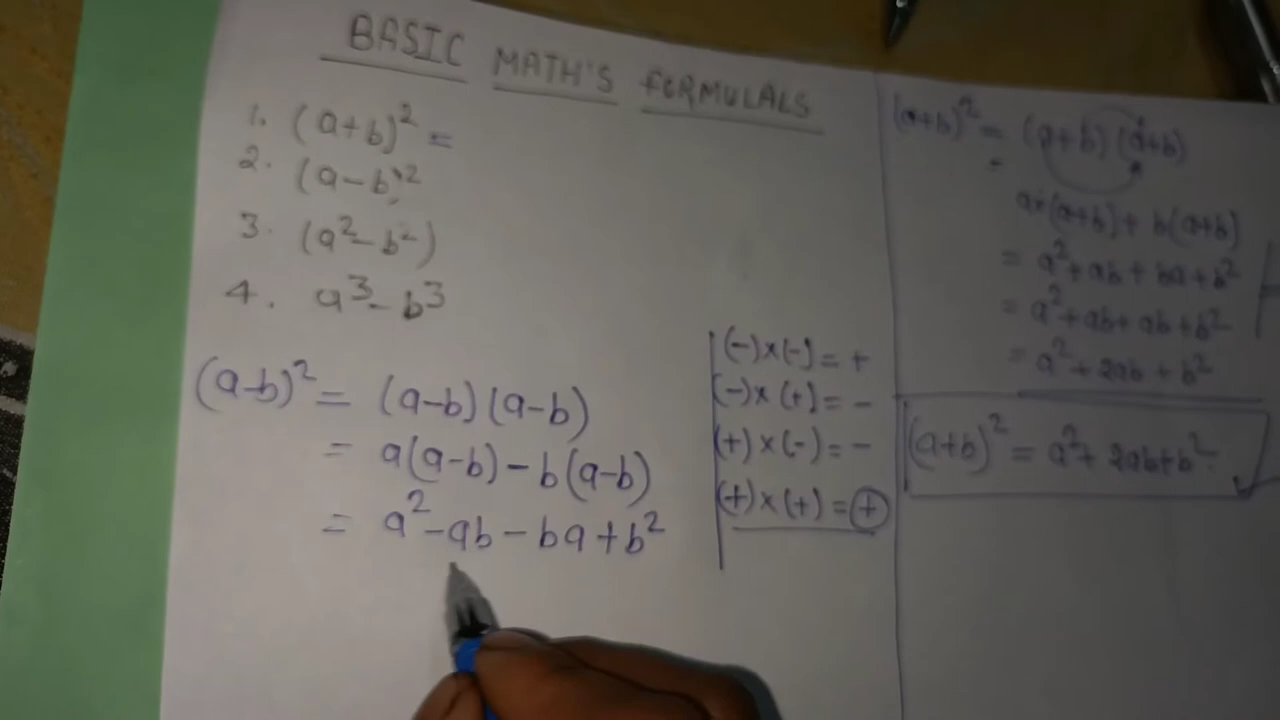 BASIC MATH'S FORMULALS
1. (a+b)² =
2. (a-b)²
3. (a²-b²)
4. a³-b³
(a-b)² = (a-b)(a-b)
= a(a-b)-b(a-b)
= a²-ab-ba+b²
(-)×(-)=+
(-)×(+)=-
(+)×(-)=-
(+)×(+)=+
(a+b)² = (a+b)(a+b)
=
a×(a+b)+b(a+b)
= a²+ab+ba+b²
= a²+ab+ab+b²
= a²+2ab+b²
(a+b)² = a²+2ab+b².